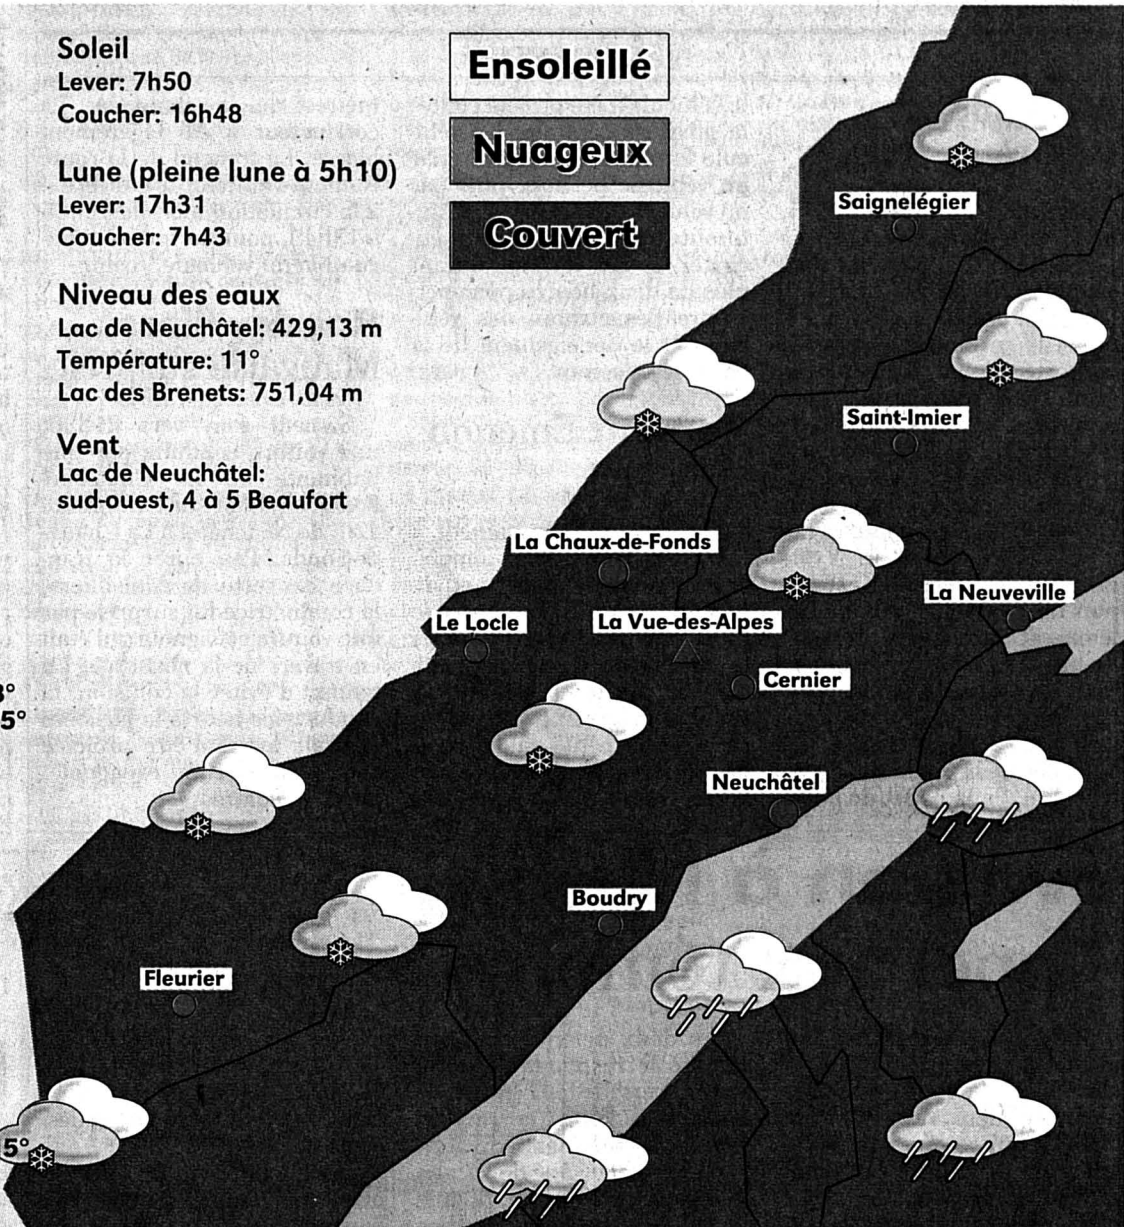 Soleil
Lever: 7h50
Coucher: 16h48
Lune (pleine lune à 5h10)
Lever: 17h31
Coucher: 7h43
Niveau des eaux
Lac de Neuchâtel: 429,13 m
Température: 11°
Lac des Brenets: 751,04 m
Vent
Lac de Neuchâtel:
sud-ouest, 4 à 5 Beaufort
Ensoleillé
Nuageux
Couvert
Saignelégier
Saint-Imier
La Chaux-de-Fonds
La Neuveville
Le Locle
La Vue-des-Alpes
Cernier
5°
Neuchâtel
Boudry
Fleurier
5°